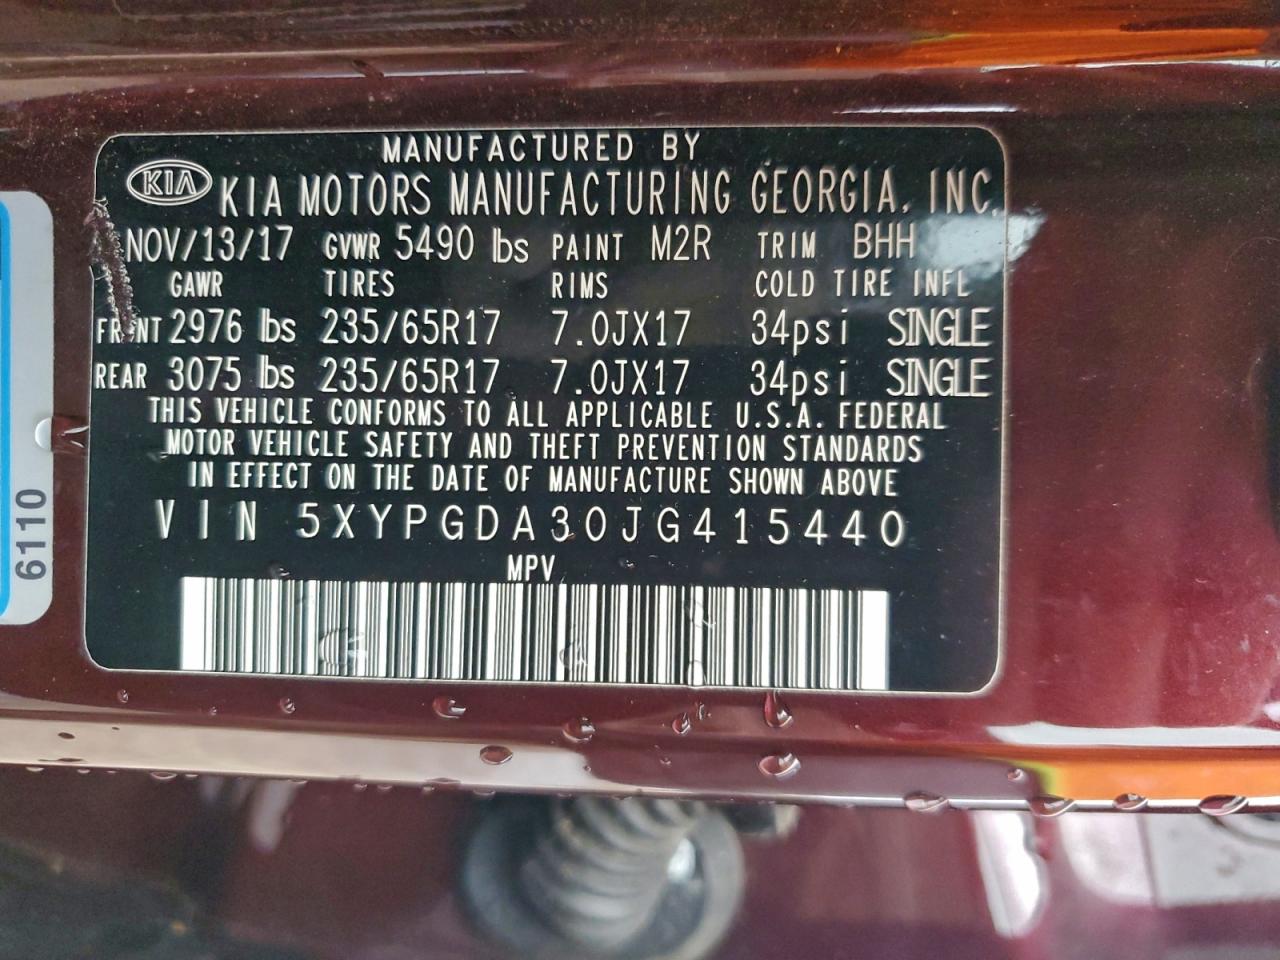 MANUFACTURED BY
KIA KIA MOTORS MANUFACTURING GEORGIA, INC.
NOV/13/17 GVWR 5490 lbs PAINT M2R TRIM BHH
GAWR TIRES RIMS COLD TIRE INFL
FRONT 2976 lbs 235/65R17 7.0JX17 34psi SINGLE
REAR 3075 lbs 235/65R17 7.0JX17 34psi SINGLE
THIS VEHICLE CONFORMS TO ALL APPLICABLE U.S.A. FEDERAL
MOTOR VEHICLE SAFETY AND THEFT PREVENTION STANDARDS
IN EFFECT ON THE DATE OF MANUFACTURE SHOWN ABOVE
VIN 5XYPGDA30JG415440
MPV
6110